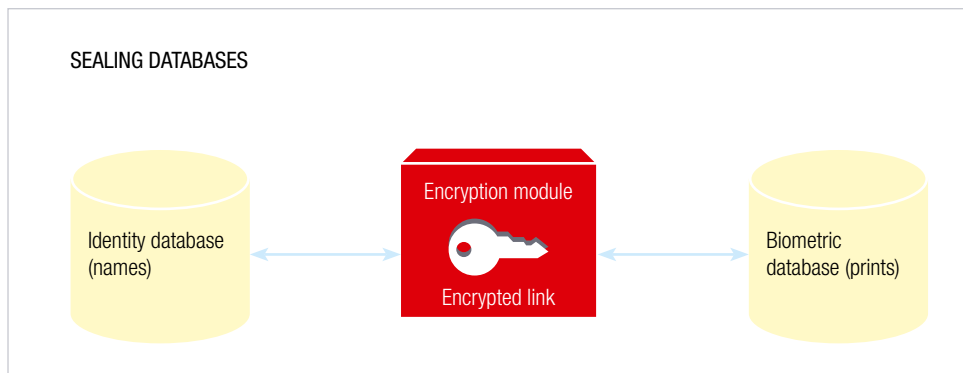 SEALING DATABASES
Encryption module
Identity database
(names)
Encrypted link
Biometric
database (prints)